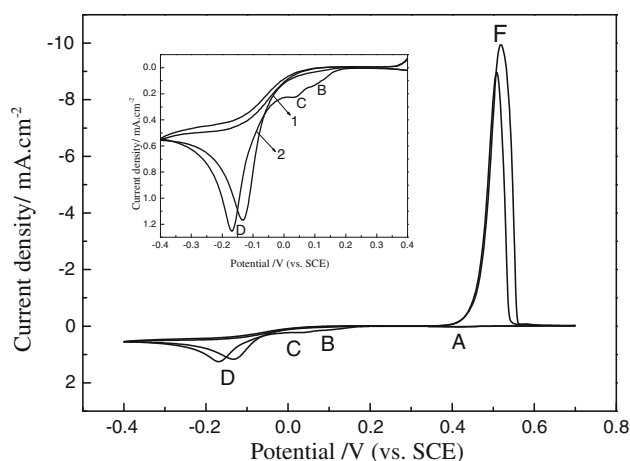 -10
-8
-6
-4
-2
0
2
Current density/ mA.cm-2
F
A
B
C
D
-0.4
-0.2
0.0
0.2
0.4
0.6
0.8
Potential /V (vs. SCE)
0.0
0.2
0.4
0.6
0.8
1.0
1.2
Current density/ mA.cm-2
C
B
1
2
D
-0.4
-0.3
-0.2
-0.1
0.0
0.1
0.2
0.3
0.4
Potential /V (vs. SCE)